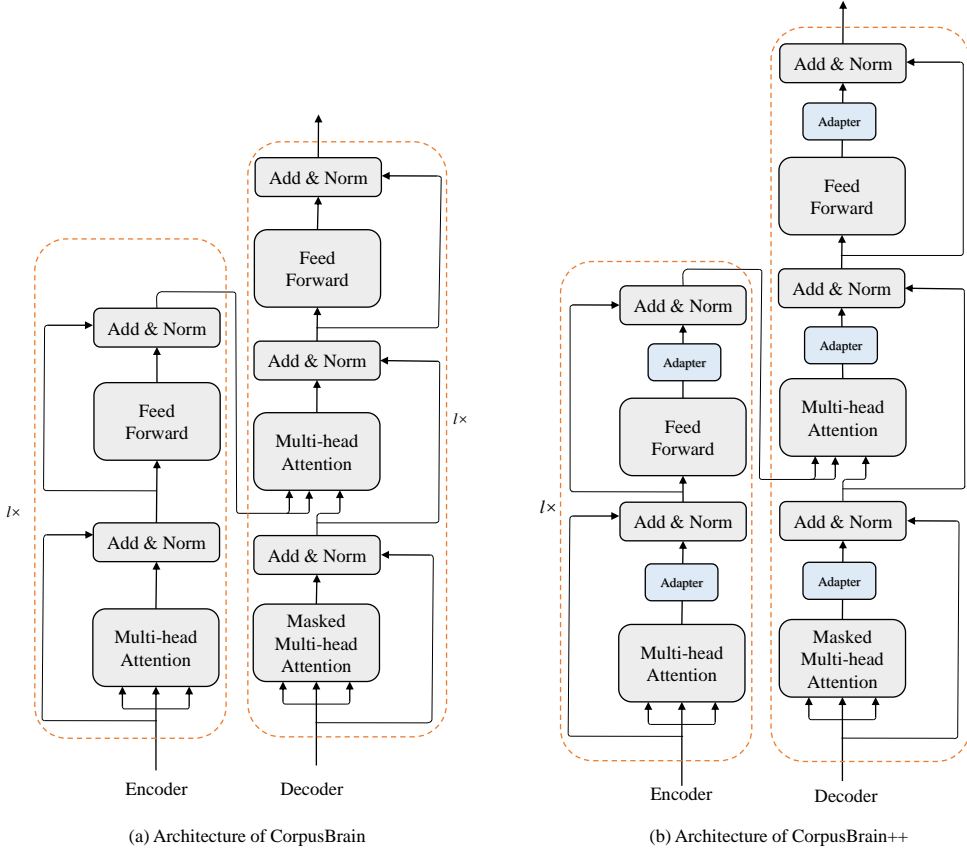 Add & Norm
Feed
Forward
Add & Norm
Multi-head
Attention
l×
Encoder
Add & Norm
Feed
Forward
Add & Norm
Multi-head
Attention
l×
Add & Norm
Masked
Multi-head
Attention
Decoder
(a) Architecture of CorpusBrain
Add & Norm
Adapter
Feed
Forward
l×
Add & Norm
Adapter
Multi-head
Attention
Encoder
Add & Norm
Adapter
Feed
Forward
Add & Norm
Adapter
Multi-head
Attention
Add & Norm
Adapter
Masked
Multi-head
Attention
Decoder
(b) Architecture of CorpusBrain++